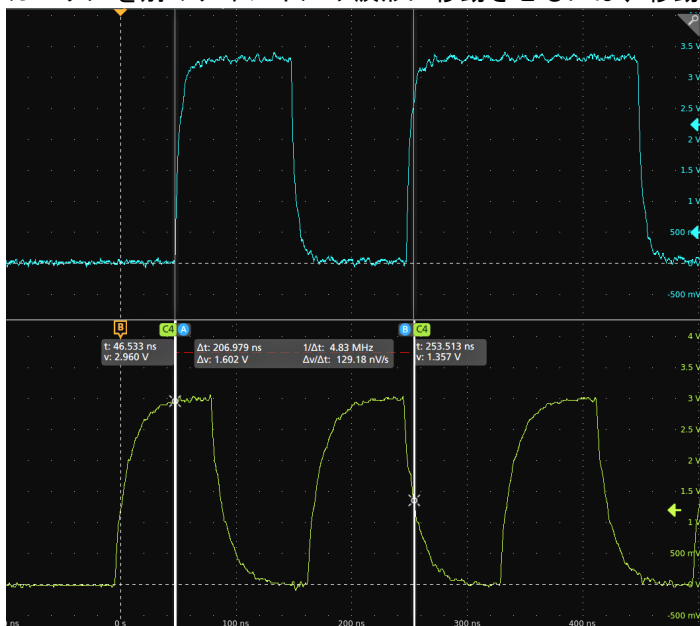 3.5 V
3 V
2.5 V
2 V
1.5 V
1 V
500 m
0 V
-500 mV
B
C4 A
B C4
4 V
t: 46.533 ns
v: 2.960 V
Δt: 206.979 ns 1/Δt: 4.83 MHz
Δv: 1.602 V Δv/Δt: 129.18 nV/s
t: 253.513 ns
v: 1.357 V
3.5 V
3 V
2.5 V
2 V
1.5 V
1 V
500 mV
0 V
-500 mV
ns
0 s
100 ns
200 ns
300 ns
400 ns